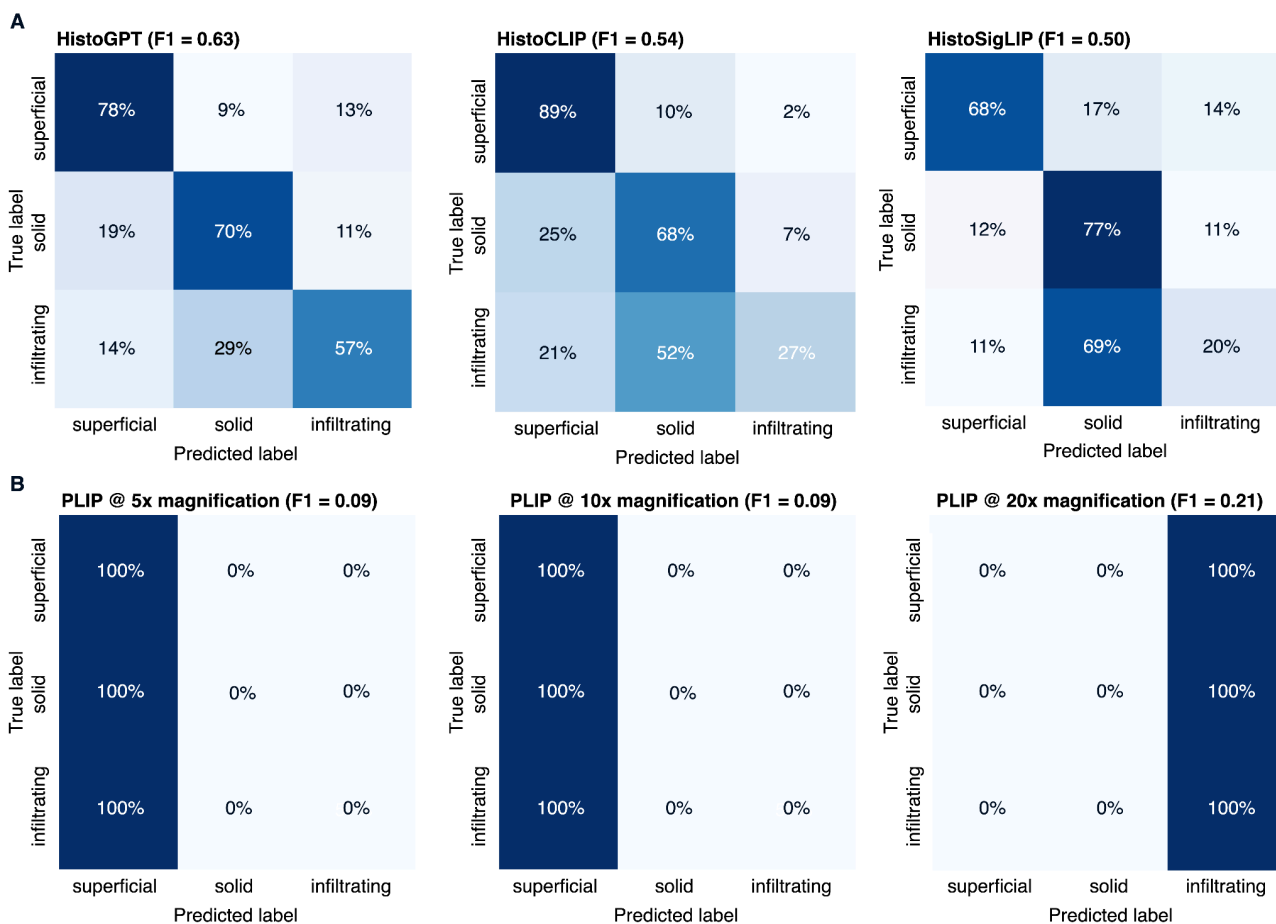 A
HistoGPT (F1 = 0.63)
HistoCLIP (F1 = 0.54)
HistoSigLIP (F1 = 0.50)
True label
superficial
78% 9% 13%
solid
19% 70% 11%
infiltrating
14% 29% 57%
superficial solid infiltrating
Predicted label
True label
superficial
89% 10% 2%
solid
25% 68% 7%
infiltrating
21% 52% 27%
superficial solid infiltrating
Predicted label
True label
superficial
68% 17% 14%
solid
12% 77% 11%
infiltrating
11% 69% 20%
superficial solid infiltrating
Predicted label
B
PLIP @ 5x magnification (F1 = 0.09)
PLIP @ 10x magnification (F1 = 0.09)
PLIP @ 20x magnification (F1 = 0.21)
True label
superficial
100% 0% 0%
solid
100% 0% 0%
infiltrating
100% 0% 0%
superficial solid infiltrating
Predicted label
True label
superficial
100% 0% 0%
solid
100% 0% 0%
infiltrating
100% 0% 0%
superficial solid infiltrating
Predicted label
True label
superficial
0% 0% 100%
solid
0% 0% 100%
infiltrating
0% 0% 100%
superficial solid infiltrating
Predicted label